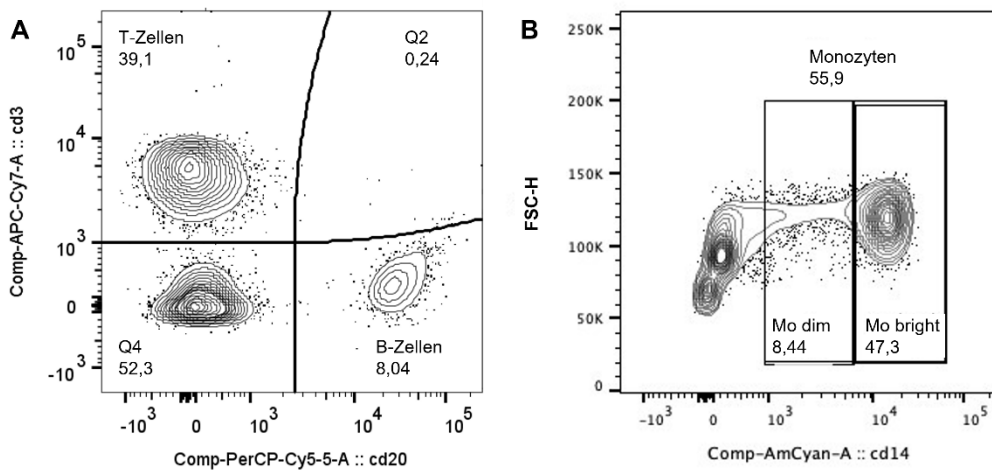 A
T-Zellen
39,1
Q2
0,24
10^5
10^4
10^3
0
-10^3
Comp-APC-Cy7-A :: cd3
Q4
52,3
B-Zellen
8,04
-10^3
0
10^3
10^4
10^5
Comp-PerCP-Cy5-5-A :: cd20
B
Monozyten
55,9
250K
200K
150K
100K
50K
0
FSC-H
Mo dim
8,44
Mo bright
47,3
-10^3
0
10^3
10^4
10^5
Comp-AmCyan-A :: cd14